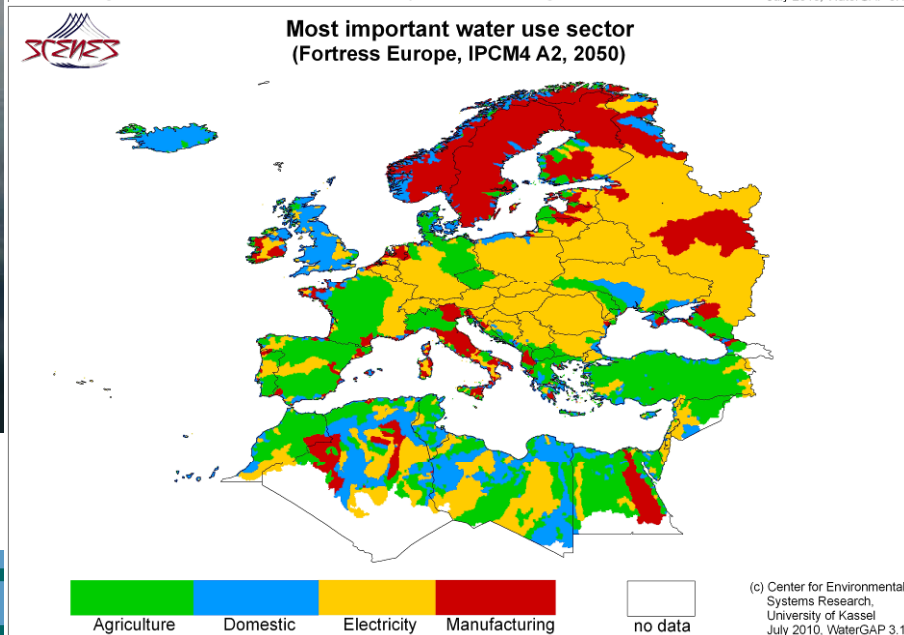 SCENES
Most important water use sector
(Fortress Europe, IPCM4 A2, 2050)
Agriculture
Domestic
Electricity
Manufacturing
no data
(c) Center for Environmental
Systems Research,
University of Kassel
July 2010, WaterGAP 3.1